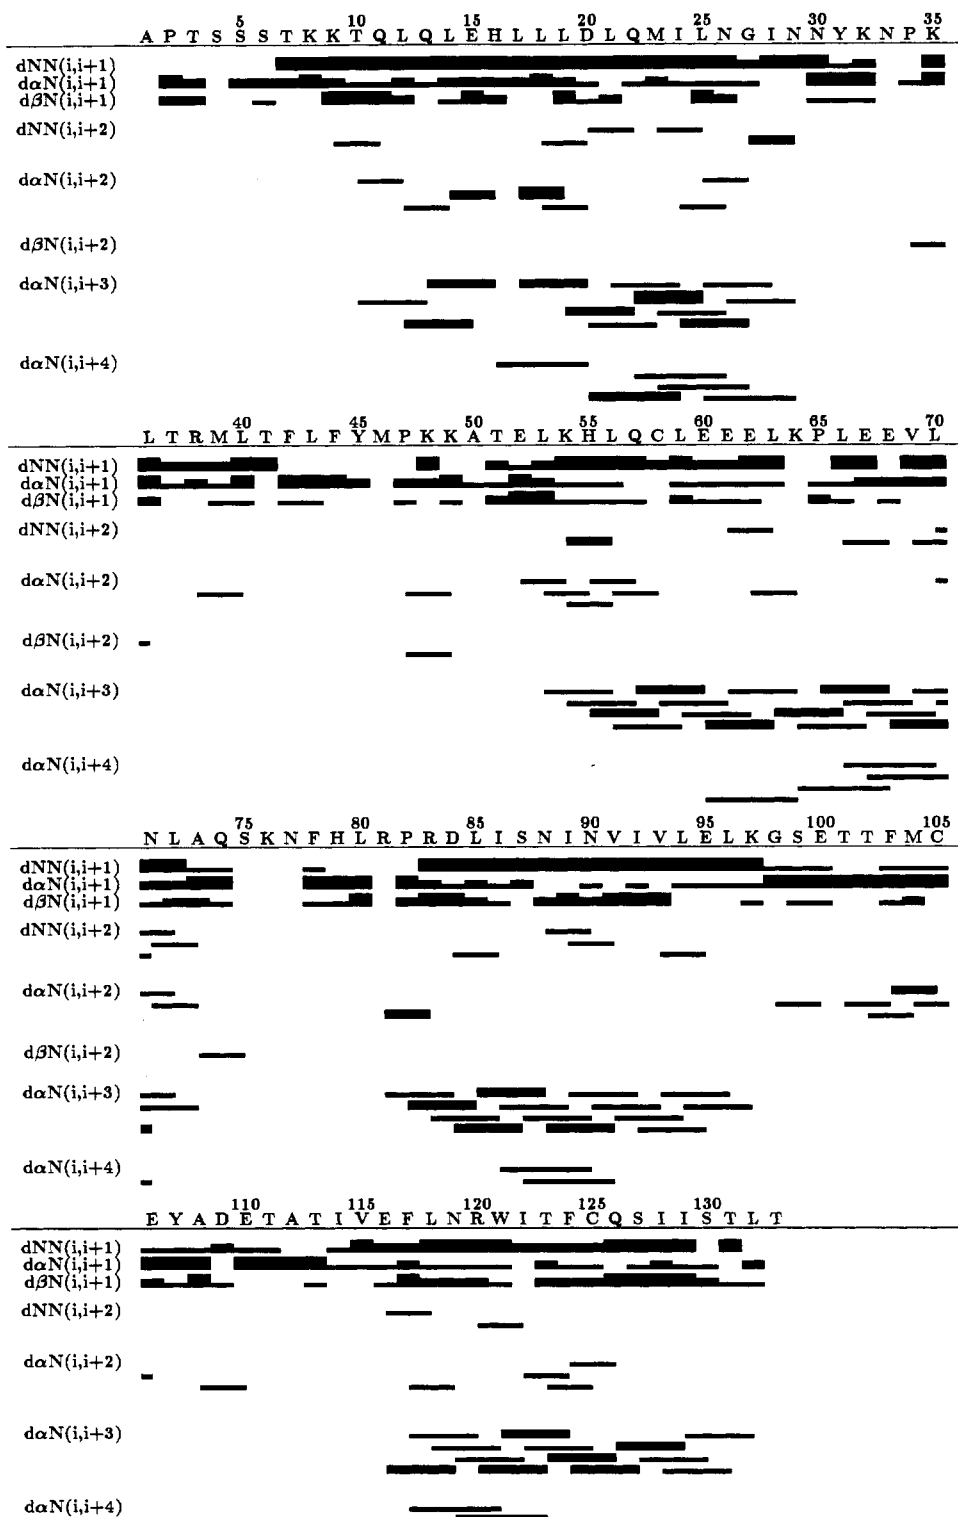 5 10 15 20 25 30 35
A P T S S S T K K T Q L Q L E H L L L D L Q M I L N G I N N Y K N P K
dNN(i,i+1)
dαN(i,i+1)
dβN(i,i+1)
dNN(i,i+2)
dαN(i,i+2)
dβN(i,i+2)
dαN(i,i+3)
dαN(i,i+4)
40 45 50 55 60 65 70
L T R M L T F L F Y M P K K A T E L K H L Q C L E E E L K P L E E V L
dNN(i,i+1)
dαN(i,i+1)
dβN(i,i+1)
dNN(i,i+2)
dαN(i,i+2)
dβN(i,i+2)
dαN(i,i+3)
dαN(i,i+4)
75 80 85 90 95 100 105
N L A Q S K N F H L R P R D L I S N I N V I V L E L K G S E T T F M C
dNN(i,i+1)
dαN(i,i+1)
dβN(i,i+1)
dNN(i,i+2)
dαN(i,i+2)
dβN(i,i+2)
dαN(i,i+3)
dαN(i,i+4)
110 115 120 125 130
E Y A D E T A T I V E F L N R W I T F C Q S I I S T L T
dNN(i,i+1)
dαN(i,i+1)
dβN(i,i+1)
dNN(i,i+2)
dαN(i,i+2)
dαN(i,i+3)
dαN(i,i+4)